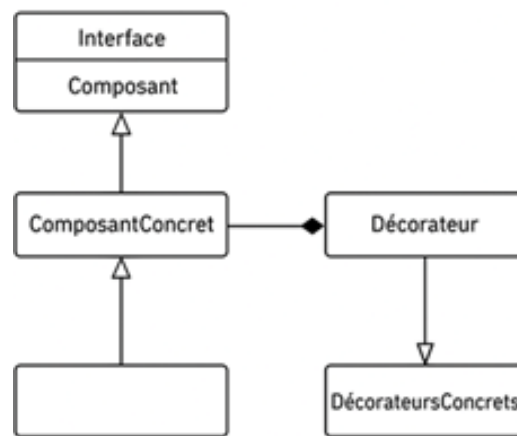 Interface
Composant
ComposantConcret
Décorateur
DécorateursConcrets